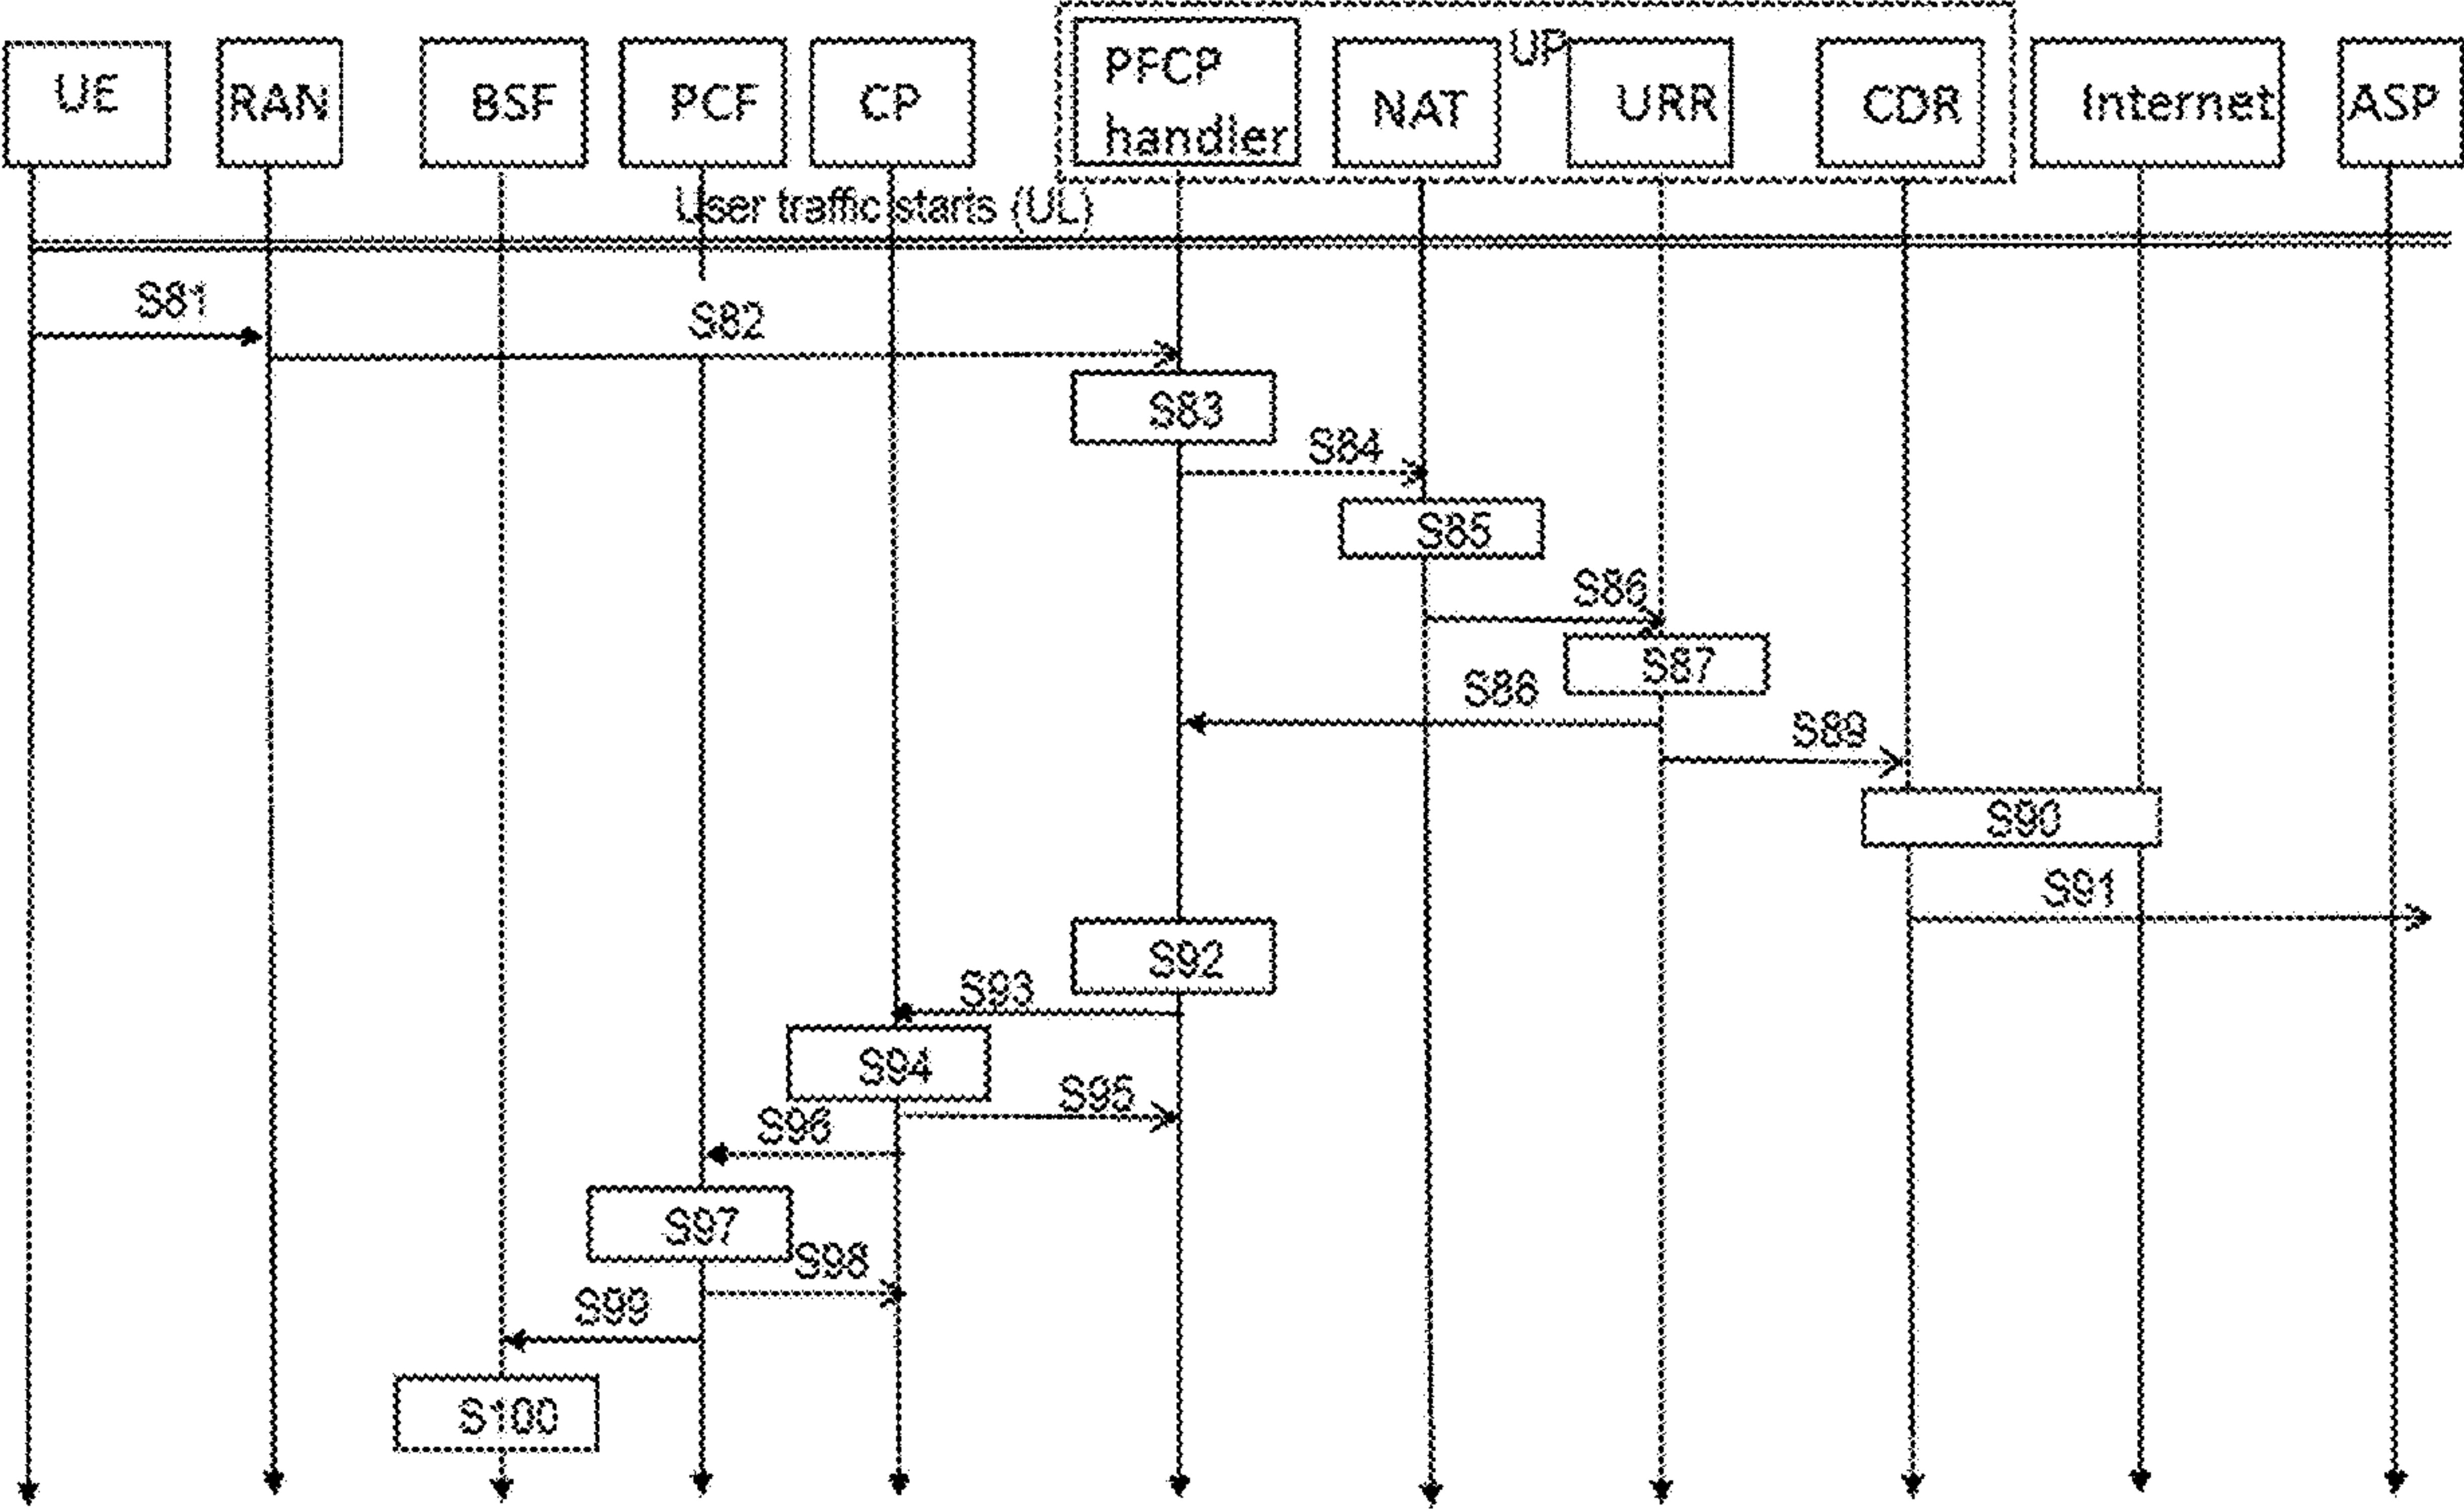 UP
UE
RAN
BSF
PCF
CP
PFCP
handler
NAT
URR
CDR
Internet
ASP
User traffic starts (UL)
S81
S82
S83
S84
S85
S86
S87
S86
S89
S90
S91
S92
S93
S94
S95
S96
S97
S98
S99
S100